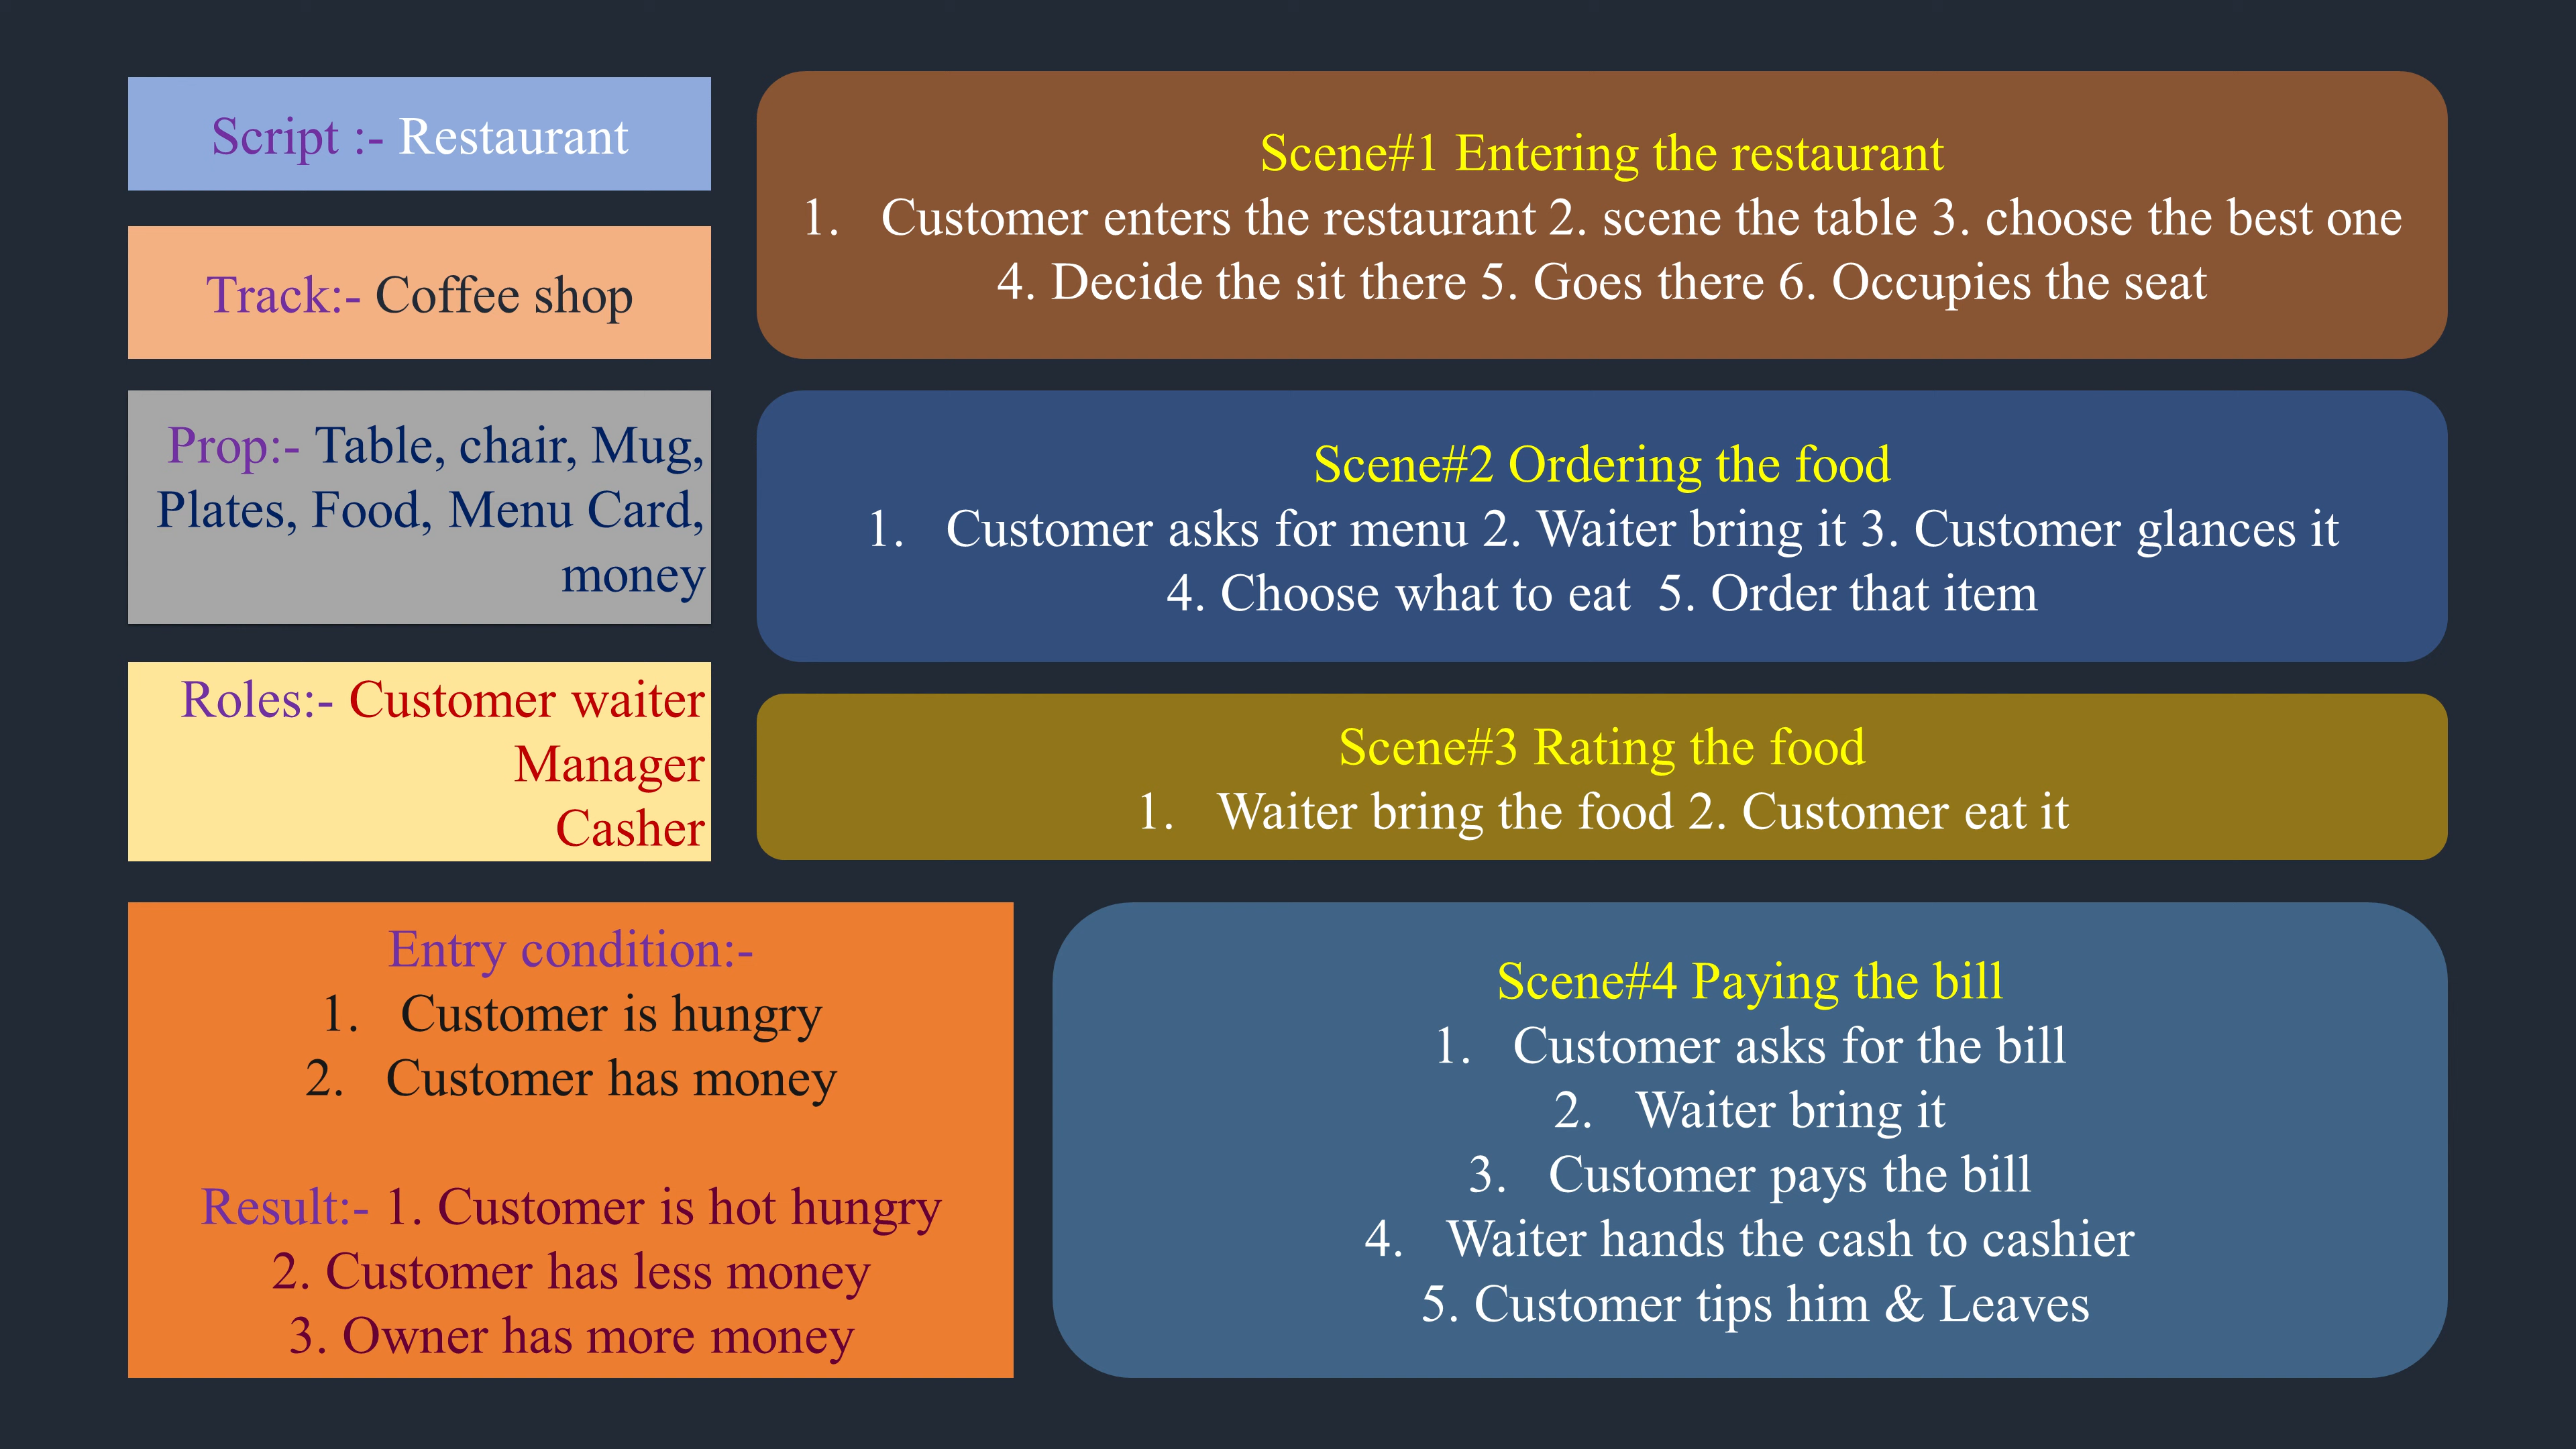 Script :- Restaurant
Track:- Coffee shop
Prop:- Table, chair, Mug,
Plates, Food, Menu Card,
money
Roles:- Customer waiter
Manager
Casher
Entry condition:-
1. Customer is hungry
2. Customer has money
Result:- 1. Customer is hot hungry
2. Customer has less money
3. Owner has more money
Scene#1 Entering the restaurant
1. Customer enters the restaurant 2. scene the table 3. choose the best one
4. Decide the sit there 5. Goes there 6. Occupies the seat
Scene#2 Ordering the food
1. Customer asks for menu 2. Waiter bring it 3. Customer glances it
4. Choose what to eat 5. Order that item
Scene#3 Rating the food
1. Waiter bring the food 2. Customer eat it
Scene#4 Paying the bill
1. Customer asks for the bill
2. Waiter bring it
3. Customer pays the bill
4. Waiter hands the cash to cashier
5. Customer tips him & Leaves